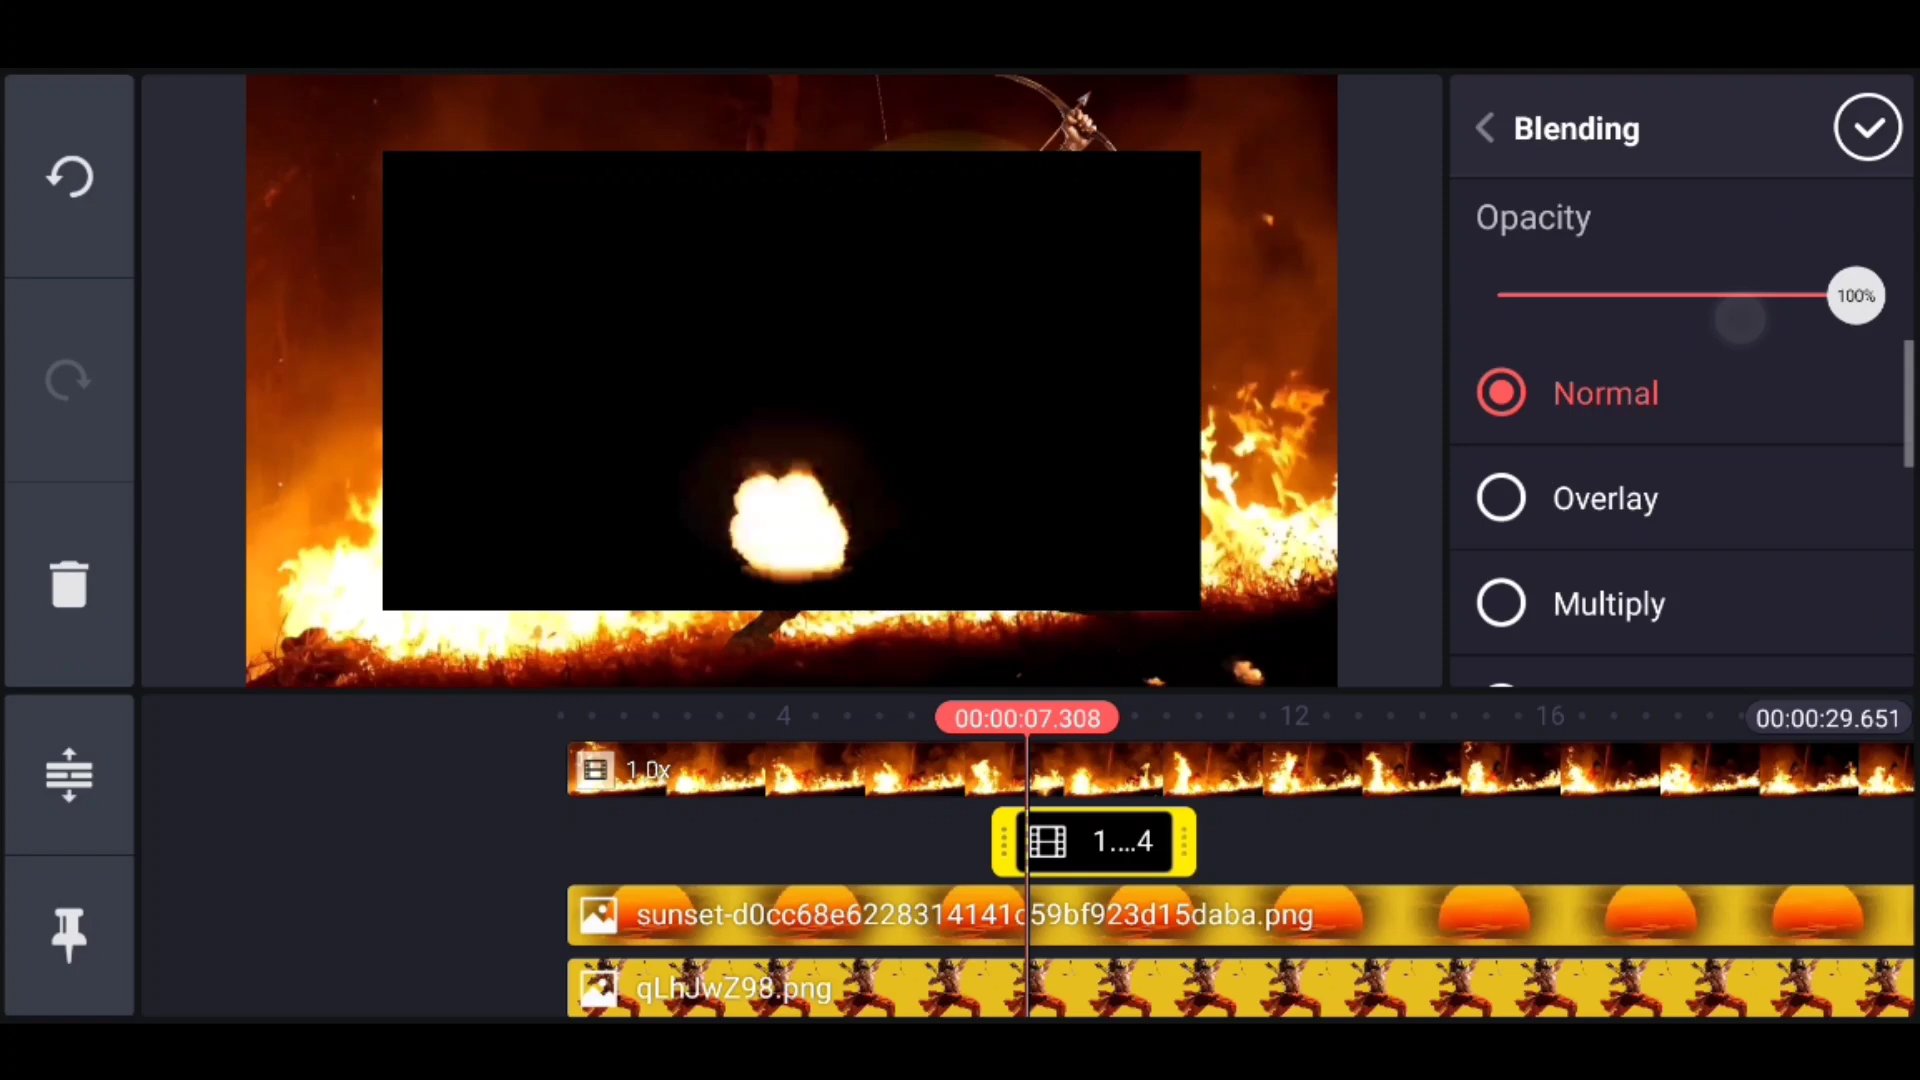 Blending
Opacity
100%
Normal
Overlay
Multiply
4
00:00:07.308
12
16
00:00:29.651
1.0x
1....4
sunset-d0cc68e6228314141c59bf923d15daba.png
qLhJwZ98.png